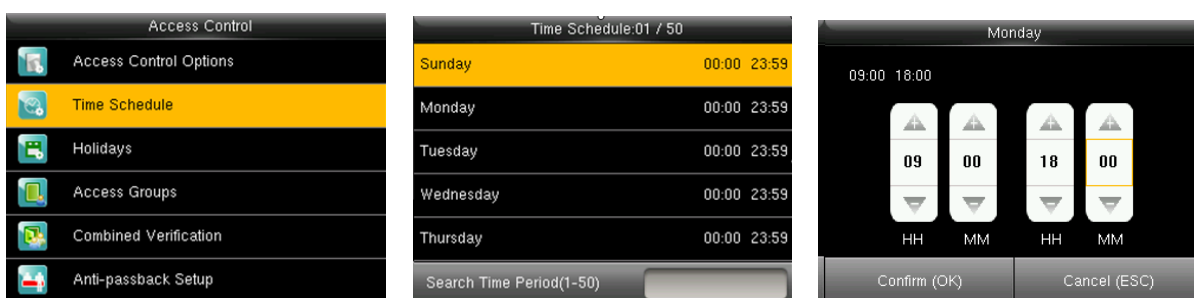 Access Control
Access Control Options
Time Schedule
Holidays
Access Groups
Combined Verification
Anti-passback Setup
Time Schedule:01 / 50
Sunday 00:00 23:59
Monday 00:00 23:59
Tuesday 00:00 23:59
Wednesday 00:00 23:59
Thursday 00:00 23:59
Search Time Period(1-50)
Monday
09:00 18:00
09 00 18 00
HH MM HH MM
Confirm (OK) Cancel (ESC)